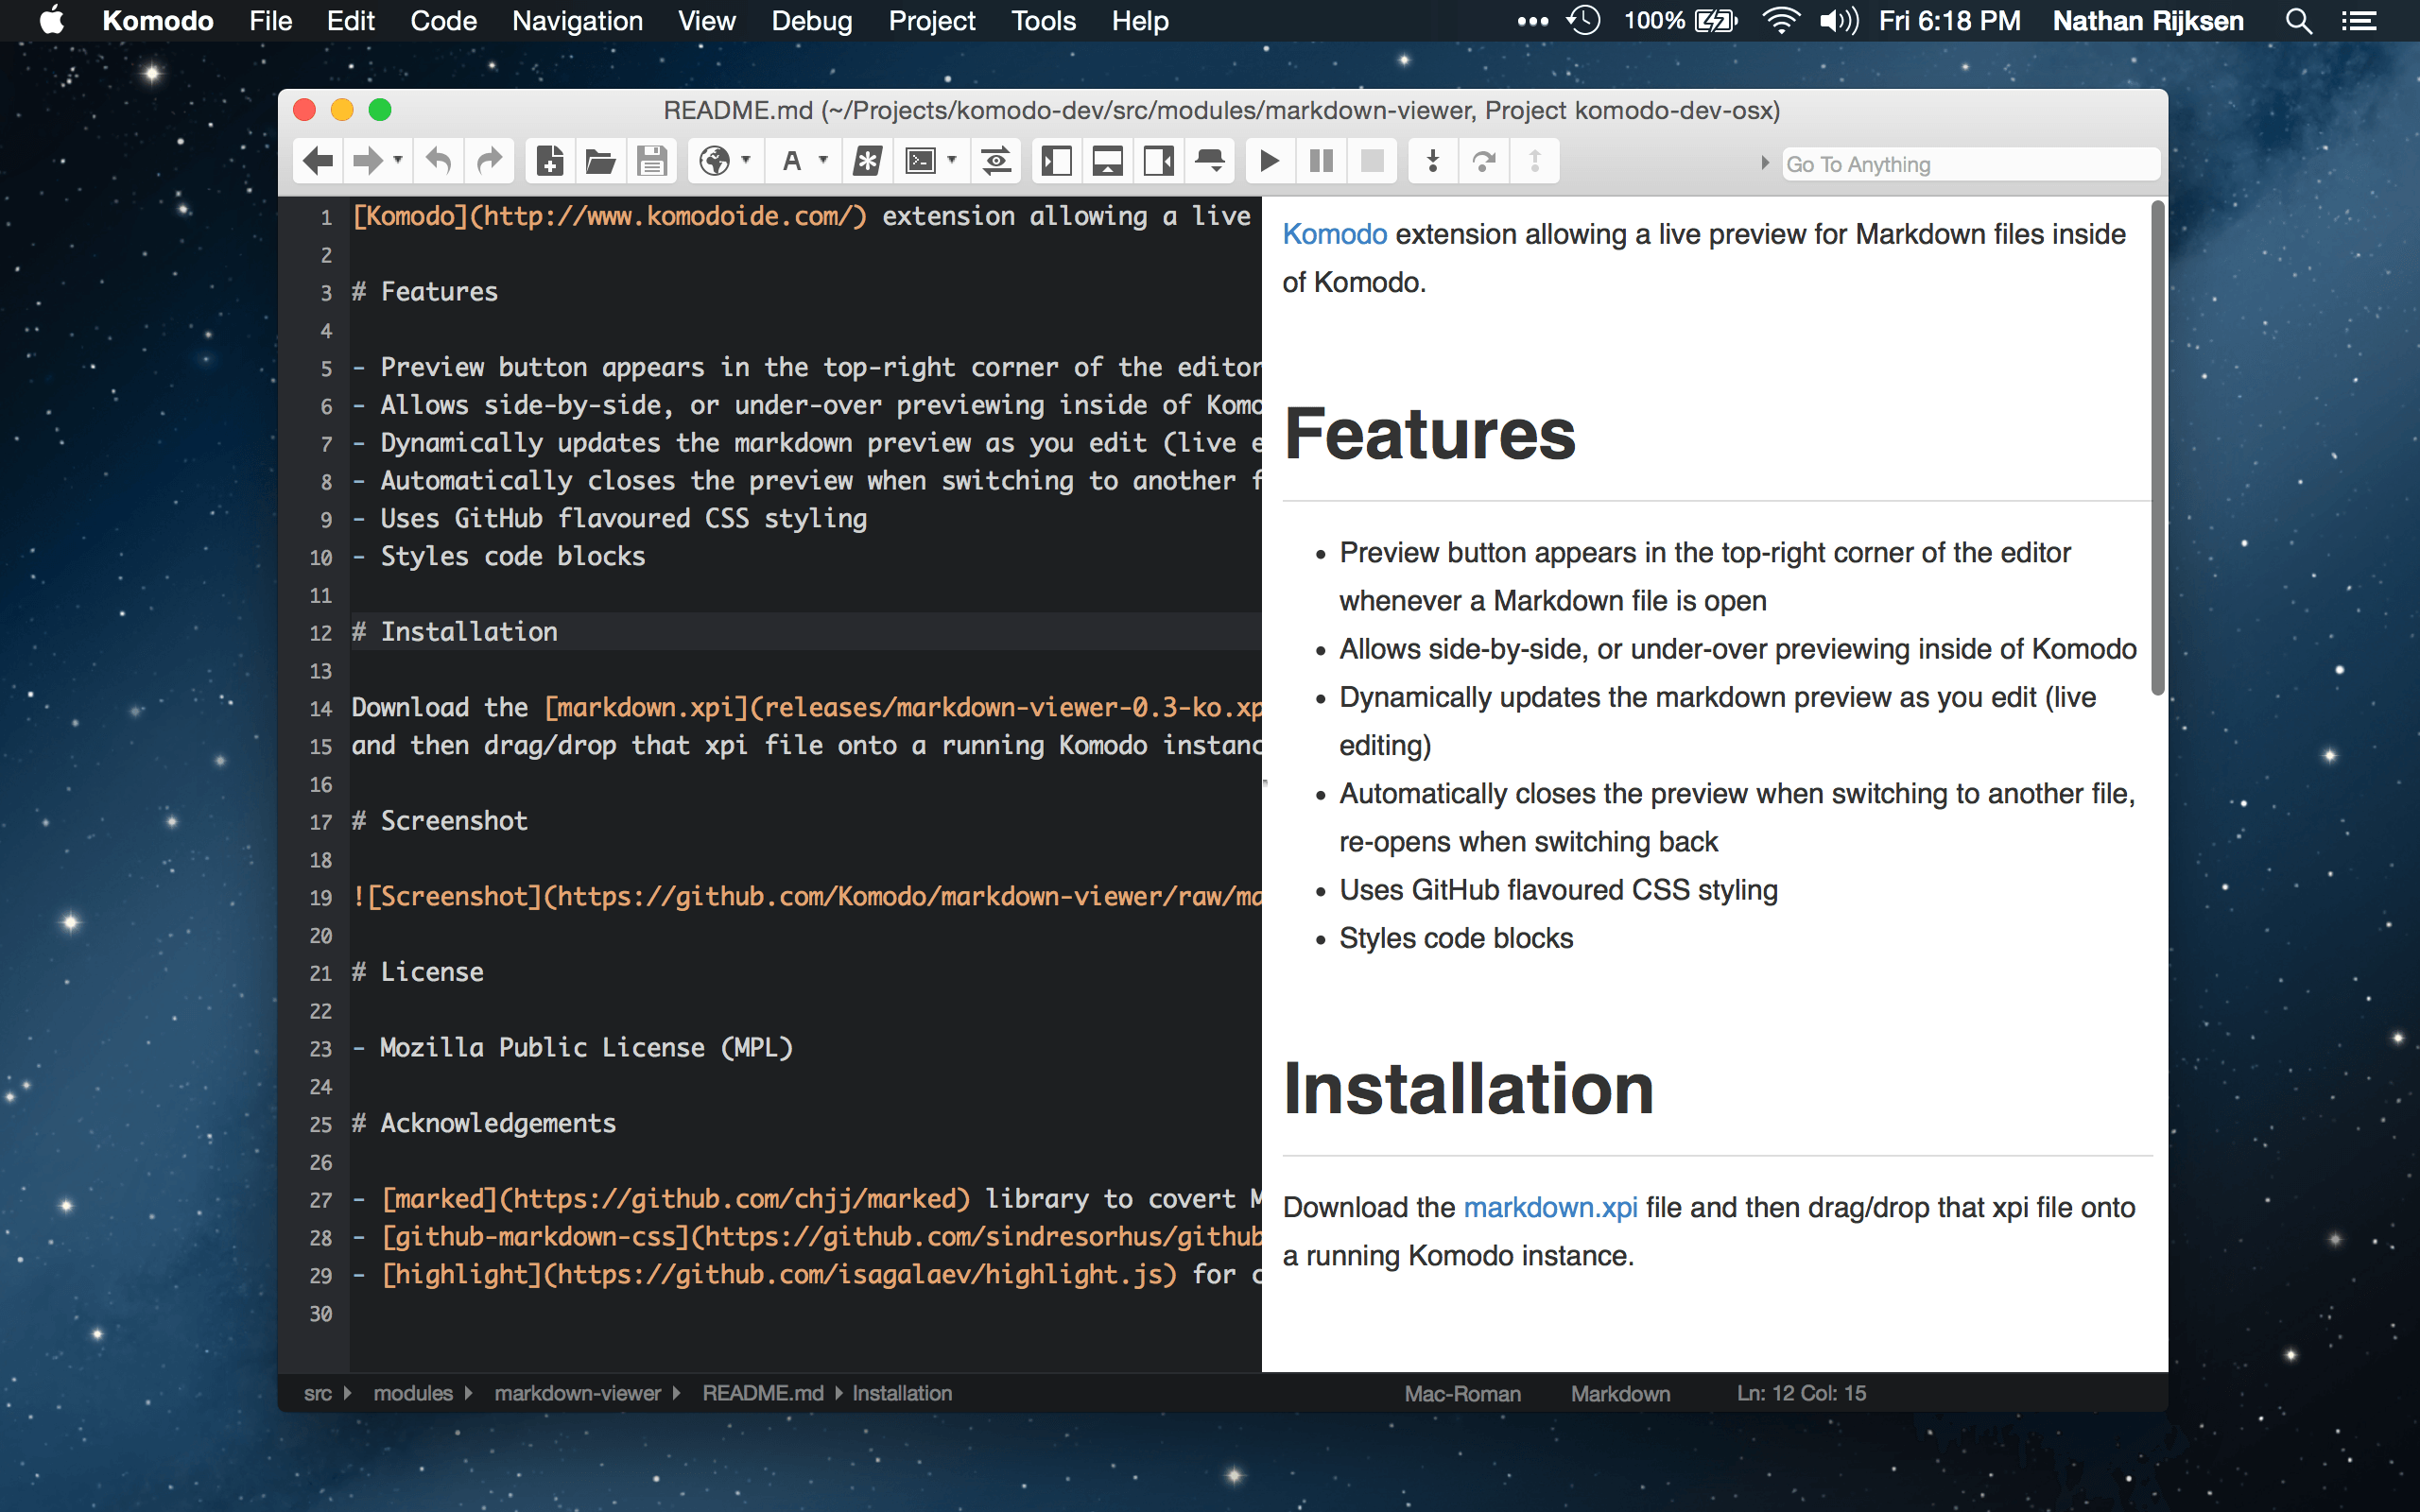 Komodo File Edit Code Navigation View Debug Project Tools Help 100% Fri 6:18 PM Nathan Rijksen
README.md (~/Projects/komodo-dev/src/modules/markdown-viewer, Project komodo-dev-osx)
A Go To Anything
1 [Komodo](http://www.komodoide.com/) extension allowing a live
2
3 # Features
4
5 - Preview button appears in the top-right corner of the editor
6 - Allows side-by-side, or under-over previewing inside of Komo
7 - Dynamically updates the markdown preview as you edit (live e
8 - Automatically closes the preview when switching to another f
9 - Uses GitHub flavoured CSS styling
10 - Styles code blocks
11
12 # Installation
13
14 Download the [markdown.xpi](releases/markdown-viewer-0.3-ko.xp
15 and then drag/drop that xpi file onto a running Komodo instanc
16
17 # Screenshot
18
19 ![Screenshot](https://github.com/Komodo/markdown-viewer/raw/ma
20
21 # License
22
23 - Mozilla Public License (MPL)
24
25 # Acknowledgements
26
27 - [marked](https://github.com/chjj/marked) library to covert M
28 - [github-markdown-css](https://github.com/sindresorhus/github
29 - [highlight](https://github.com/isagalaev/highlight.js) for c
30
Komodo extension allowing a live preview for Markdown files inside
of Komodo.
Features
• Preview button appears in the top-right corner of the editor
whenever a Markdown file is open
• Allows side-by-side, or under-over previewing inside of Komodo
• Dynamically updates the markdown preview as you edit (live
editing)
• Automatically closes the preview when switching to another file,
re-opens when switching back
• Uses GitHub flavoured CSS styling
• Styles code blocks
Installation
Download the markdown.xpi file and then drag/drop that xpi file onto
a running Komodo instance.
src modules markdown-viewer README.md Installation Mac-Roman Markdown Ln: 12 Col: 15